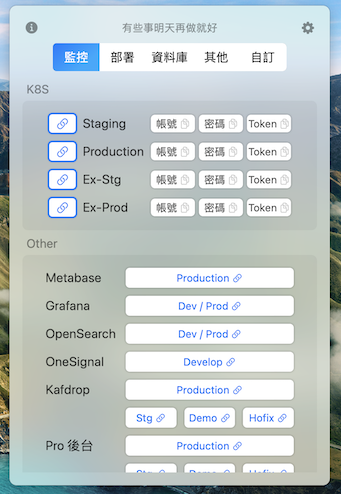 有些事明天再做就好
監控 部署 資料庫 其他 自訂
K8S
Staging 帳號 密碼 Token
Production 帳號 密碼 Token
Ex-Stg 帳號 密碼 Token
Ex-Prod 帳號 密碼 Token
Other
Metabase Production
Grafana Dev / Prod
OpenSearch Dev / Prod
OneSignal Develop
Kafdrop Production
Stg Demo Hofix
Pro 後台 Production
Stg Demo Hofix